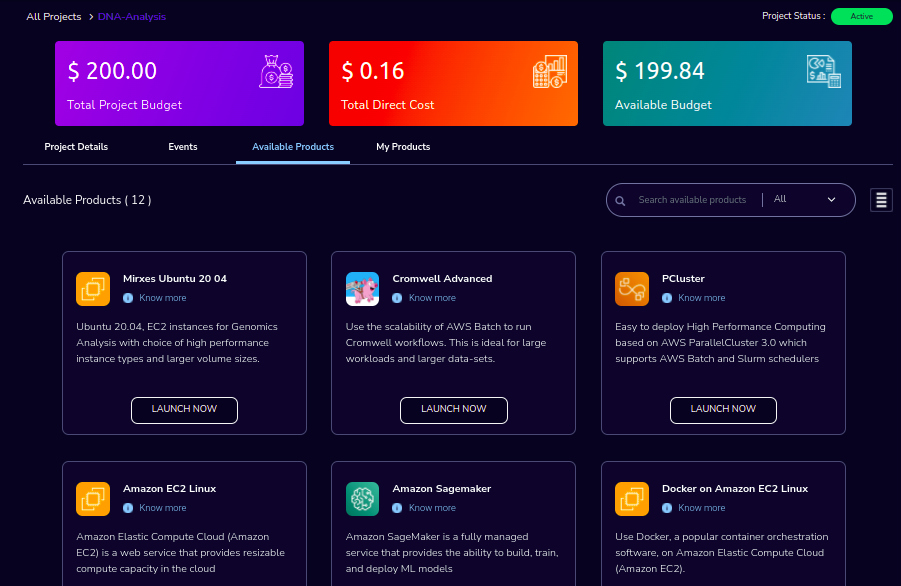 All Projects > DNA-Analysis
Project Status : Active
$ 200.00
Total Project Budget
$ 0.16
Total Direct Cost
$ 199.84
Available Budget
Project Details Events Available Products My Products
Available Products ( 12 )
Search available products All
Mirxes Ubuntu 20 04
Know more
Ubuntu 20.04, EC2 instances for Genomics
Analysis with choice of high performance
instance types and larger volume sizes.
LAUNCH NOW
Cromwell Advanced
Know more
Use the scalability of AWS Batch to run
Cromwell workflows. This is ideal for large
workloads and larger data-sets.
LAUNCH NOW
PCluster
Know more
Easy to deploy High Performance Computing
based on AWS ParallelCluster 3.0 which
supports AWS Batch and Slurm schedulers
LAUNCH NOW
Amazon EC2 Linux
Know more
Amazon Elastic Compute Cloud (Amazon
EC2) is a web service that provides resizable
compute capacity in the cloud
Amazon Sagemaker
Know more
Amazon SageMaker is a fully managed
service that provides the ability to build, train,
and deploy ML models
Docker on Amazon EC2 Linux
Know more
Use Docker, a popular container orchestration
software, on Amazon Elastic Compute Cloud
(Amazon EC2).